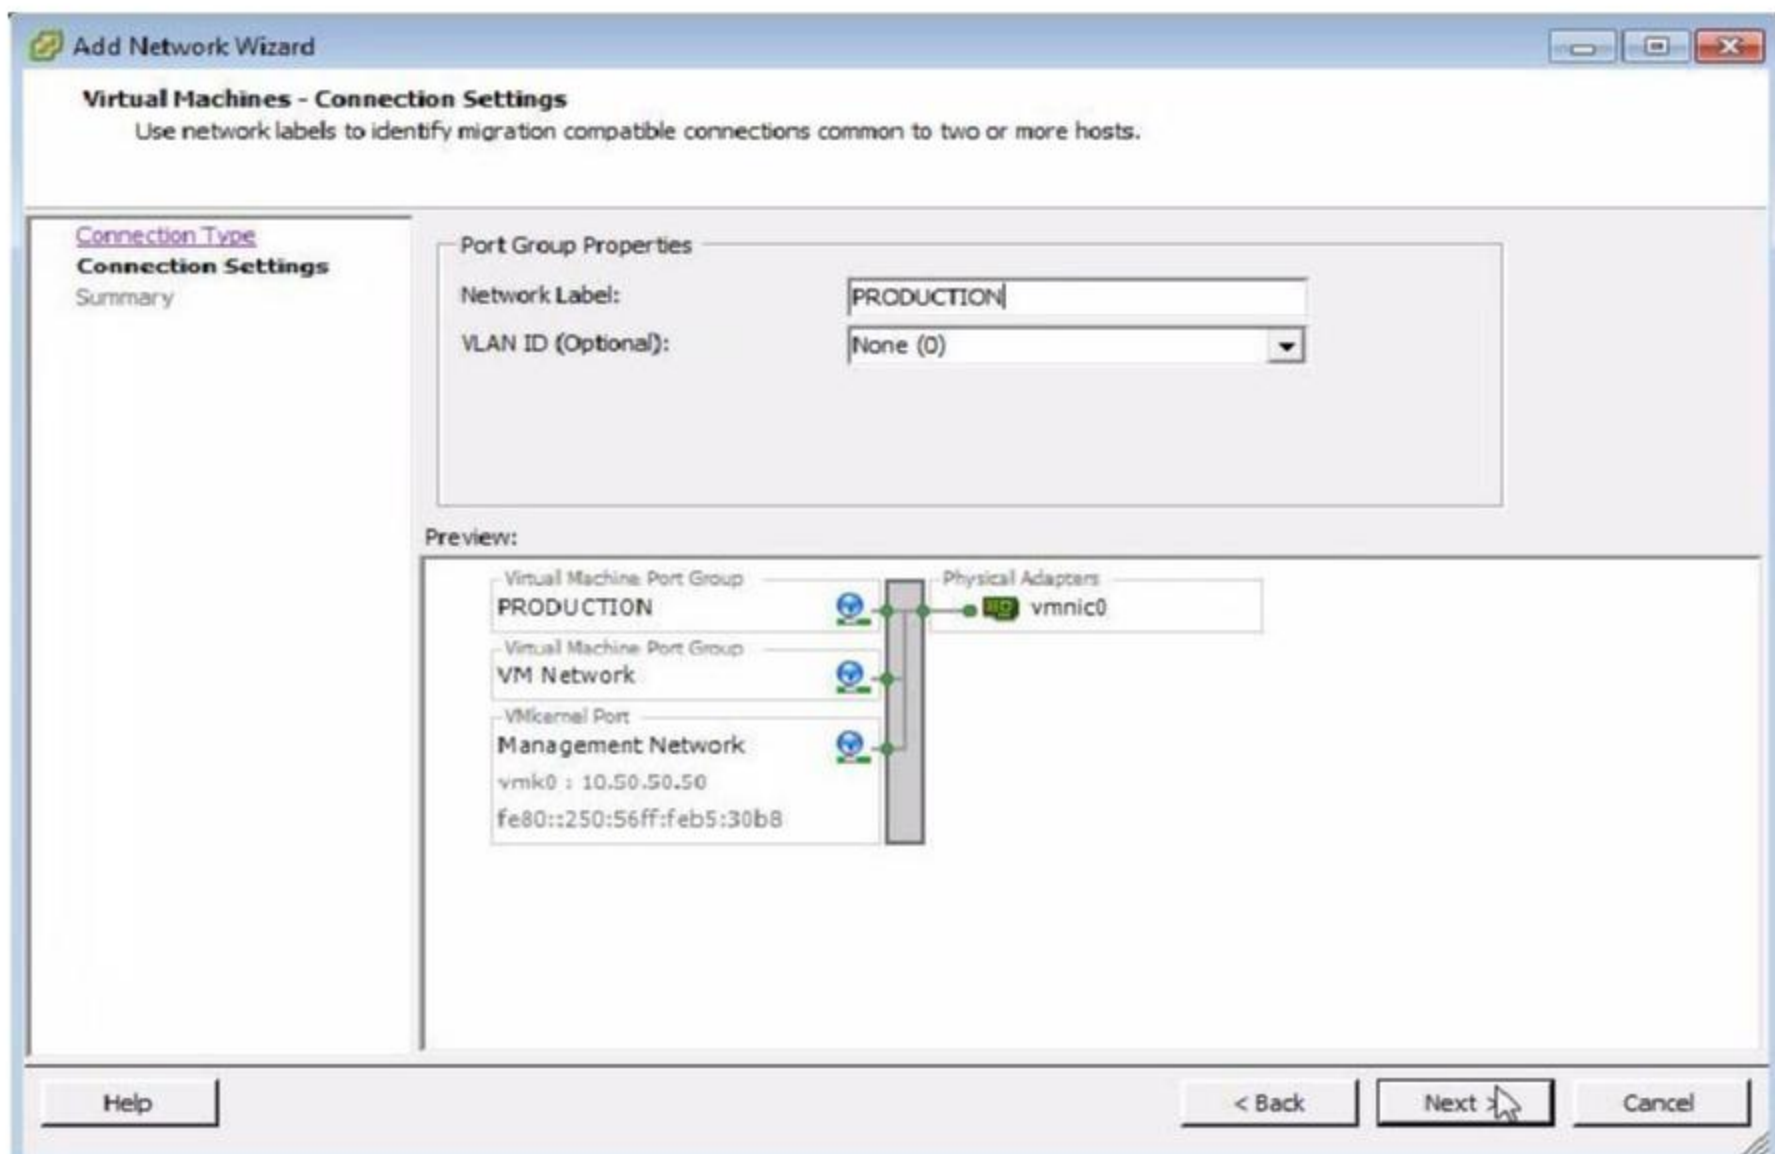 Add Network Wizard
Virtual Machines - Connection Settings
Use network labels to identify migration compatible connections common to two or more hosts.
Connection Type
Connection Settings
Summary
Port Group Properties
Network Label: PRODUCTION
VLAN ID (Optional): None (0)
Preview:
Virtual Machine Port Group
PRODUCTION
Virtual Machine Port Group
VM Network
VMkernel Port
Management Network
vmk0 : 10.50.50.50
fe80::250:56ff:feb5:30b8
Physical Adapters
vmnic0
Help
< Back
Next >
Cancel